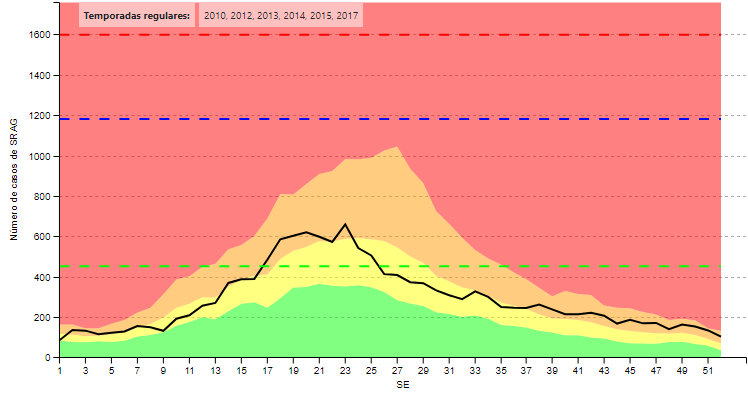 Temporadas regulares: 2010, 2012, 2013, 2014, 2015, 2017
1600
1400
1200
1000
800
600
400
200
0
Número de casos de SRAG
1 3 5 7 9 11 13 15 17 19 21 23 25 27 29 31 33 35 37 39 41 43 45 47 49 51
SE